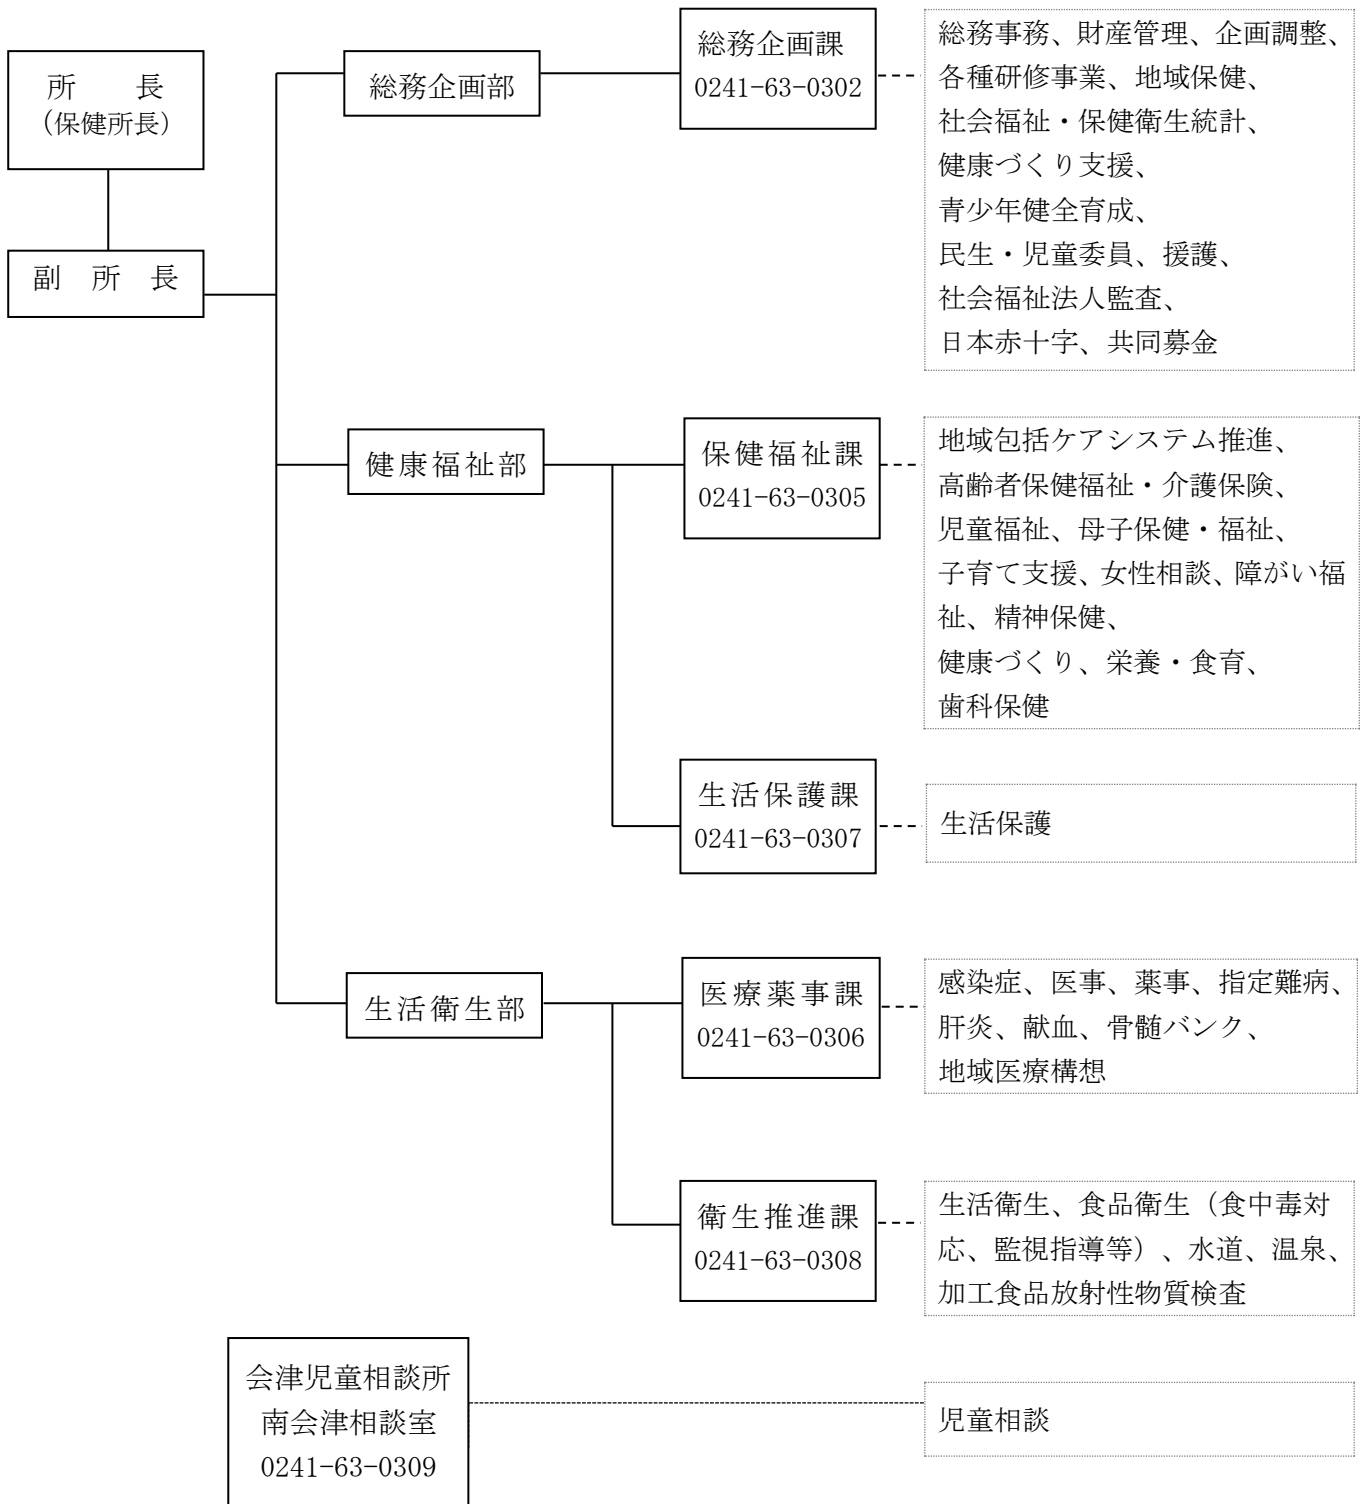 所　　長
（保健所長）
副　所　長
総務企画部
総務企画課
0241-63-0302
総務事務、財産管理、企画調整、
各種研修事業、地域保健、
社会福祉・保健衛生統計、
健康づくり支援、
青少年健全育成、
民生・児童委員、援護、
社会福祉法人監査、
日本赤十字、共同募金
健康福祉部
保健福祉課
0241-63-0305
地域包括ケアシステム推進、
高齢者保健福祉・介護保険、
児童福祉、母子保健・福祉、
子育て支援、女性相談、障がい福
祉、精神保健、
健康づくり、栄養・食育、
歯科保健
生活保護課
0241-63-0307
生活保護
生活衛生部
医療薬事課
0241-63-0306
感染症、医事、薬事、指定難病、
肝炎、献血、骨髄バンク、
地域医療構想
衛生推進課
0241-63-0308
生活衛生、食品衛生（食中毒対
応、監視指導等）、水道、温泉、
加工食品放射性物質検査
会津児童相談所
南会津相談室
0241-63-0309
児童相談